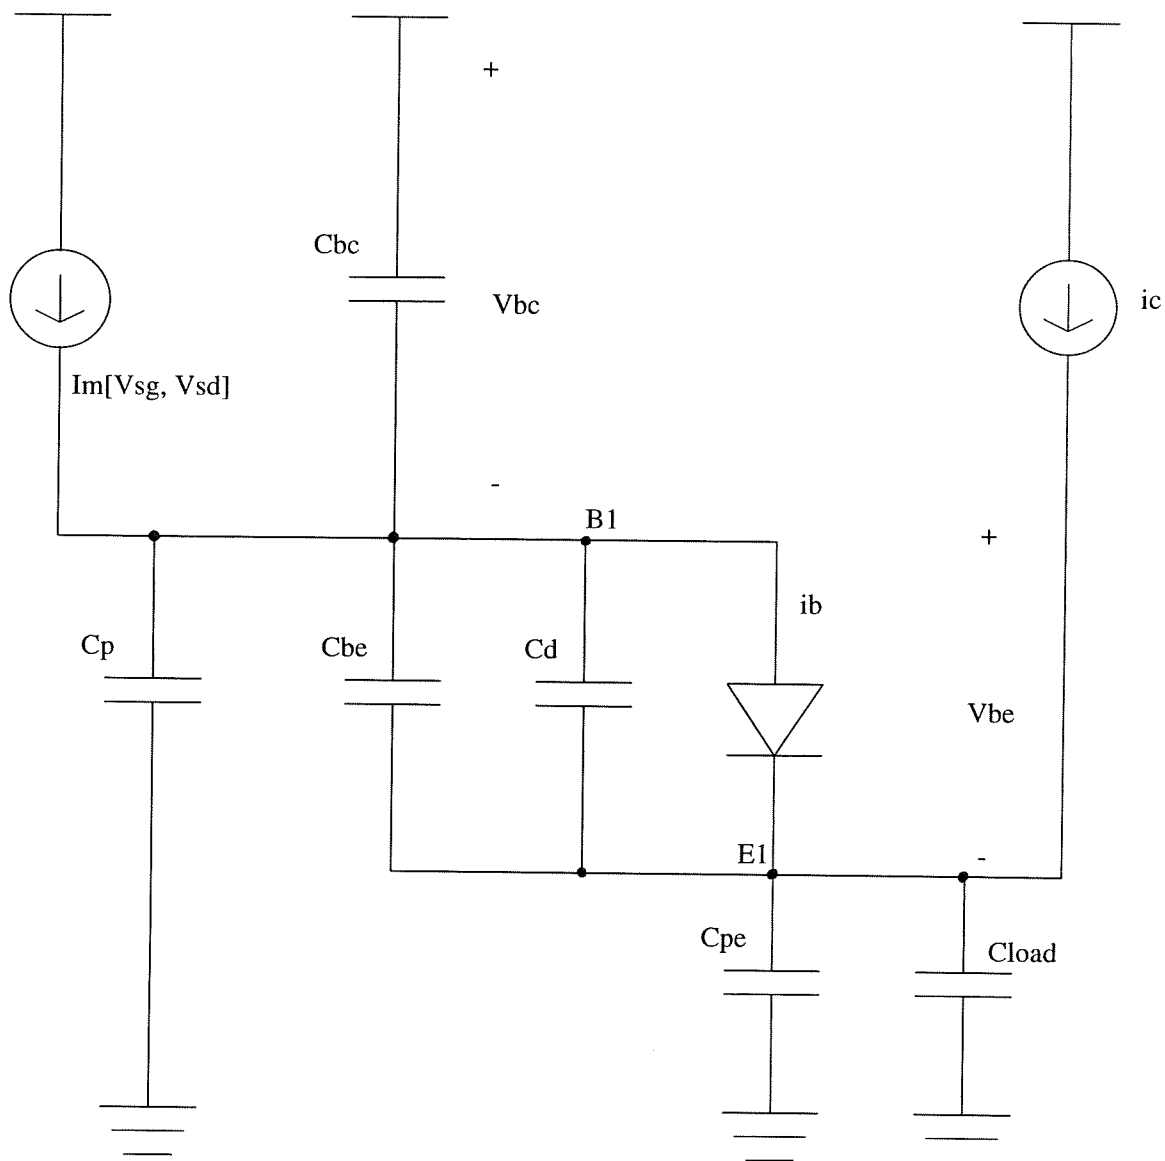 +
Cbc
Vbc
ic
Im[Vsg, Vsd]
-
B1
+
ib
Cp
Cbe
Cd
Vbe
E1
-
Cpe
Cload